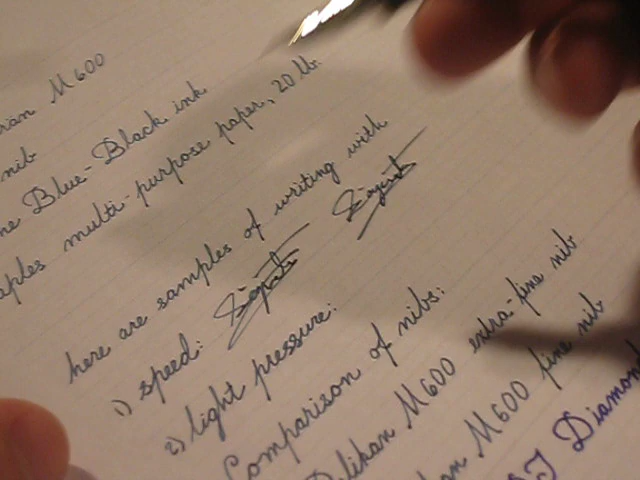 M600
nib
Blue-Black ink
multi-purpose paper, 20 lb.
here are samples of writing with
1) speed:
2) light pressure:
Comparison of nibs:
Pelikan M600 extra-fine nib
M600 fine nib
Diamond